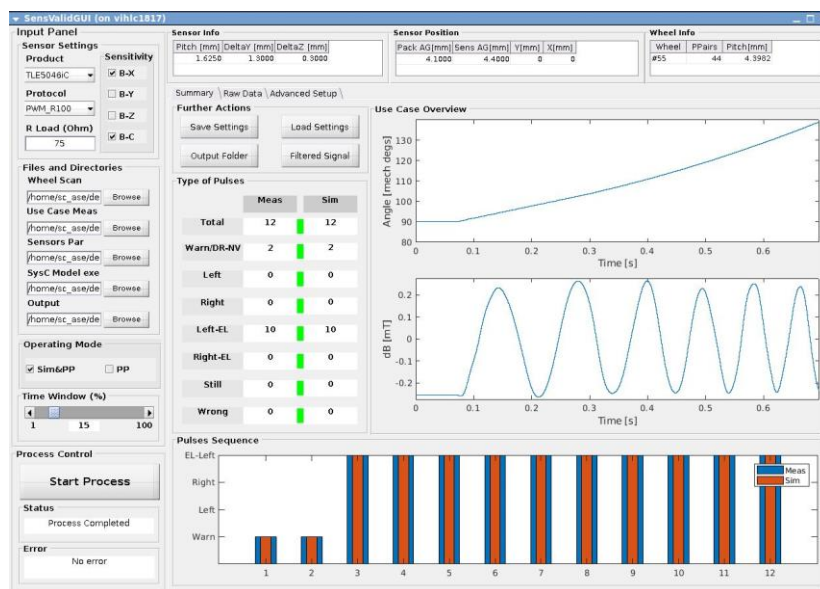 SensValidGUI (on vihlc1817)
Input Panel
Sensor Settings
Product
TLE5046iC
Protocol
PWM_R100
R Load (Ohm)
75
Sensitivity
B-X
B-Y
B-Z
B-C
Files and Directories
Wheel Scan
/home/sc_ase/de Browse
Use Case Meas
/home/sc_ase/de Browse
Sensors Par
/home/sc_ase/de Browse
SysC Model exe
/home/sc_ase/de Browse
Output
/home/sc_ase/de Browse
Operating Mode
Sim&PP PP
Time Window (%)
1 15 100
Process Control
Start Process
Status
Process Completed
Error
No error
Sensor Info
Pitch [mm] DeltaY [mm] DeltaZ [mm]
1.6250 1.3000 0.3000
Sensor Position
Pack AG[mm] Sens AG[mm] Y[mm] X[mm]
4.1000 4.4000 0 0
Wheel Info
Wheel PPairs Pitch[mm]
#55 44 4.3982
Summary Raw Data Advanced Setup
Further Actions
Save Settings Load Settings
Output Folder Filtered Signal
Type of Pulses
Meas Sim
Total 12 12
Warn/DR-NV 2 2
Left 0 0
Right 0 0
Left-EL 10 10
Right-EL 0 0
Still 0 0
Wrong 0 0
Use Case Overview
Angle [mech degs]
130
120
110
100
90
80
0 0.1 0.2 0.3 0.4 0.5 0.6
Time [s]
dB [mT]
0.2
0.1
0
-0.1
-0.2
0 0.1 0.2 0.3 0.4 0.5 0.6
Time [s]
Pulses Sequence
EL-Left
Right
Left
Warn
1 2 3 4 5 6 7 8 9 10 11 12
Meas
Sim